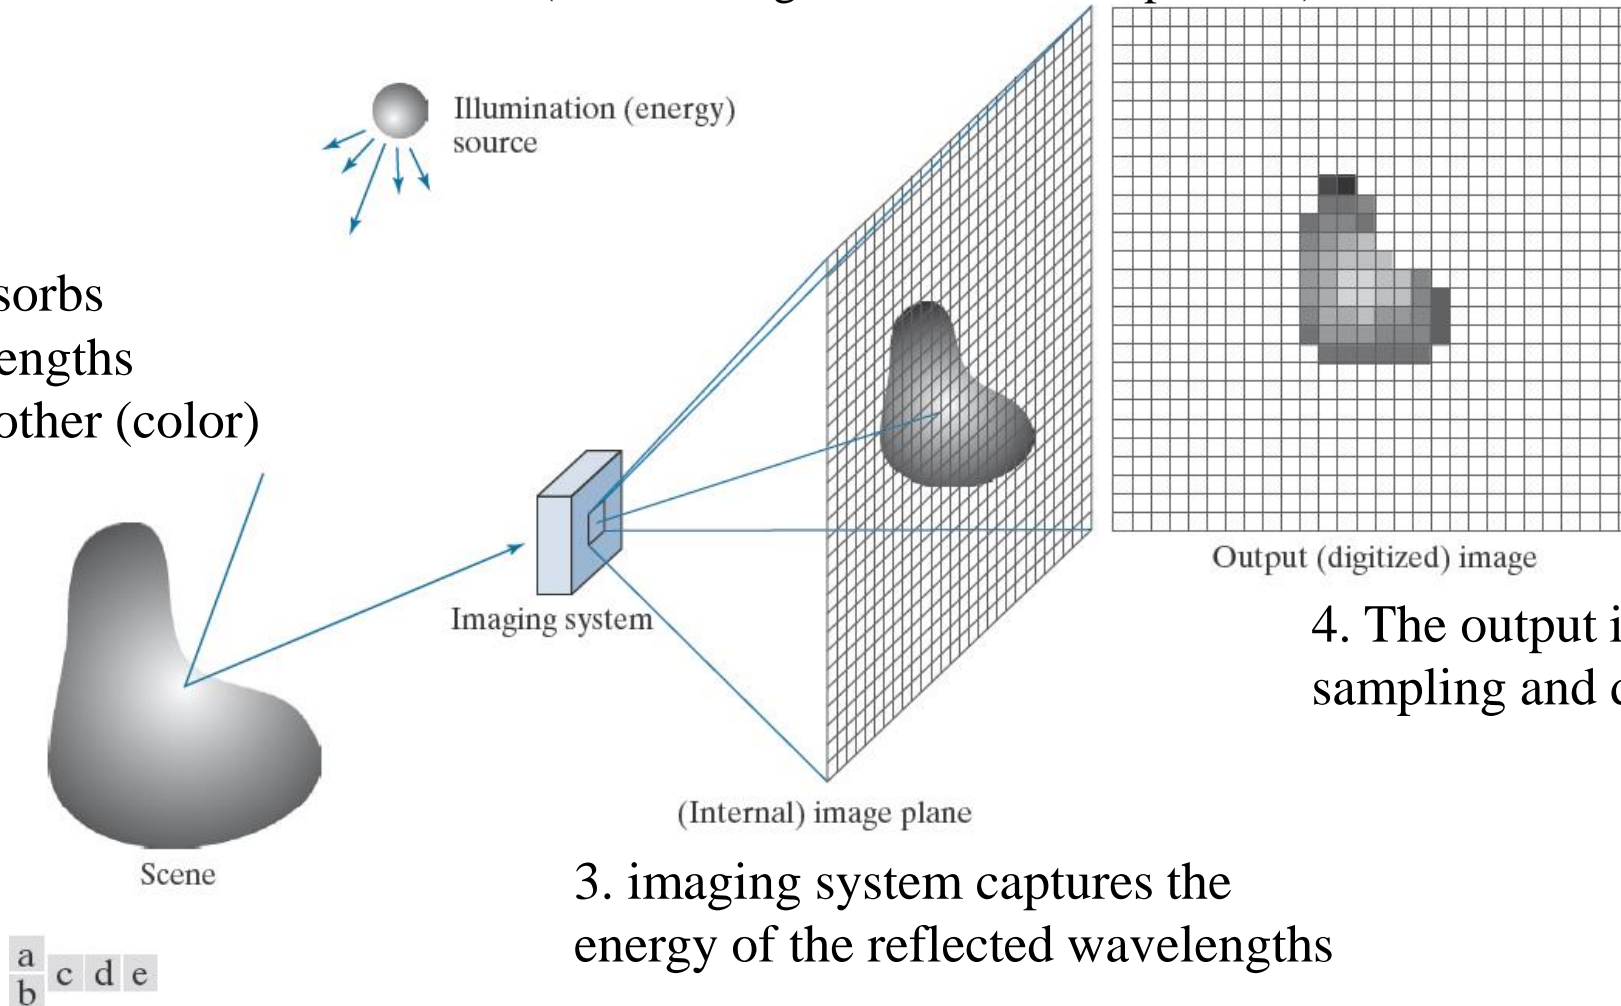 Illumination (energy)
source
sorbs
engths
other (color)
Imaging system
Output (digitized) image
4. The output i
sampling and
(Internal) image plane
Scene
3. imaging system captures the
energy of the reflected wavelengths
a
b
c d e